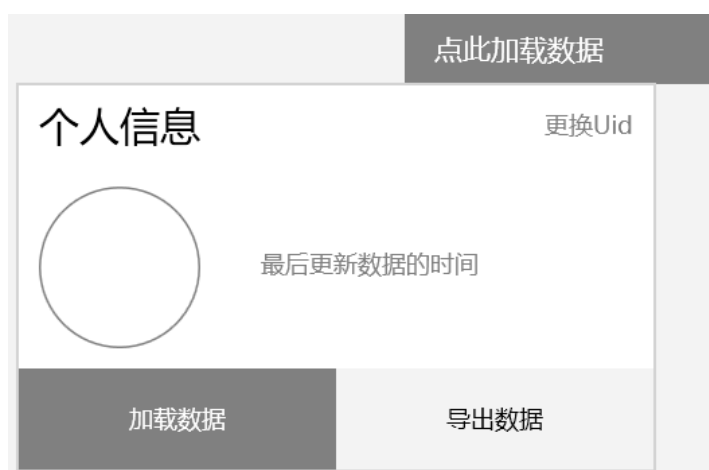 点此加载数据
个人信息
更换Uid
最后更新数据的时间
加载数据
导出数据